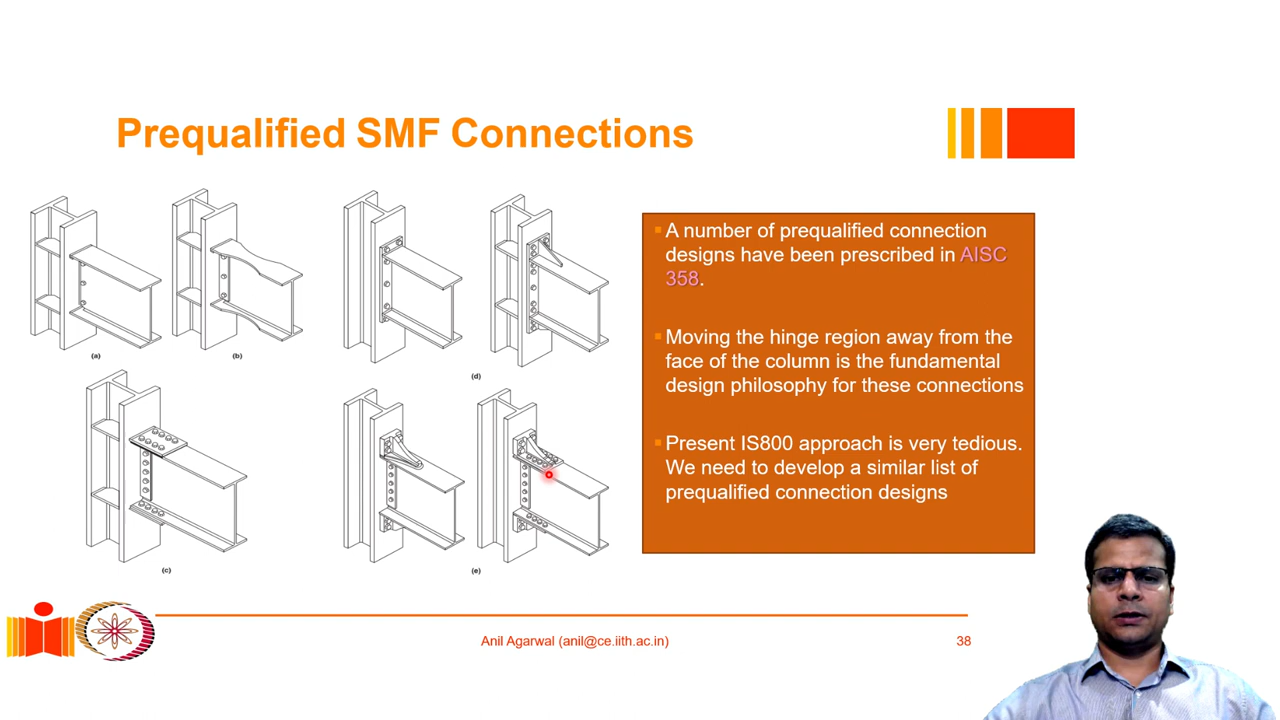 Prequalified SMF Connections
A number of prequalified connection
designs have been prescribed in AISC
358.
Moving the hinge region away from the
face of the column is the fundamental
design philosophy for these connections
Present IS800 approach is very tedious.
We need to develop a similar list of
prequalified connection designs
(a)
(b)
(d)
(c)
(e)
Anil Agarwal (anil@ce.iith.ac.in)
38